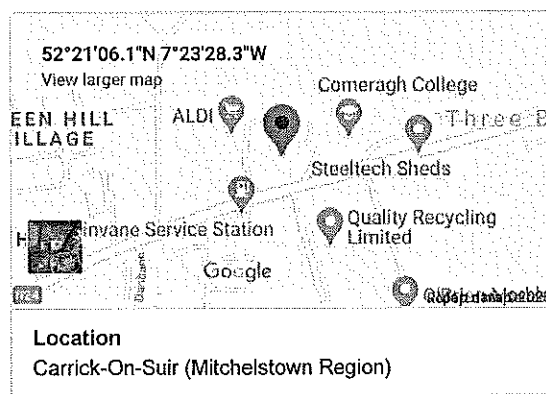 52°21'06.1"N 7°23'28.3"W
View larger map
Comeragh College
EEN HILL
ILLAGE
ALDI
Three B
Steeltech Sheds
invane Service Station
Quality Recycling
Limited
Google
Location
Carrick-On-Suir (Mitchelstown Region)